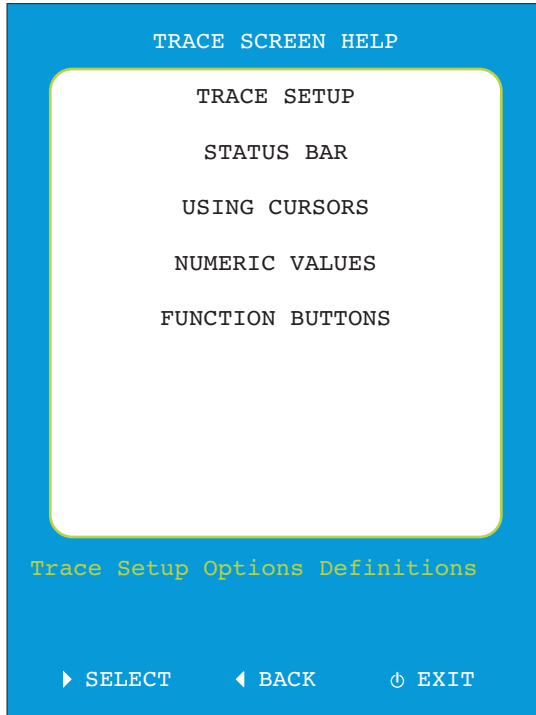 TRACE SCREEN HELP
TRACE SETUP
STATUS BAR
USING CURSORS
NUMERIC VALUES
FUNCTION BUTTONS
Trace Setup Options Definitions
SELECT BACK EXIT